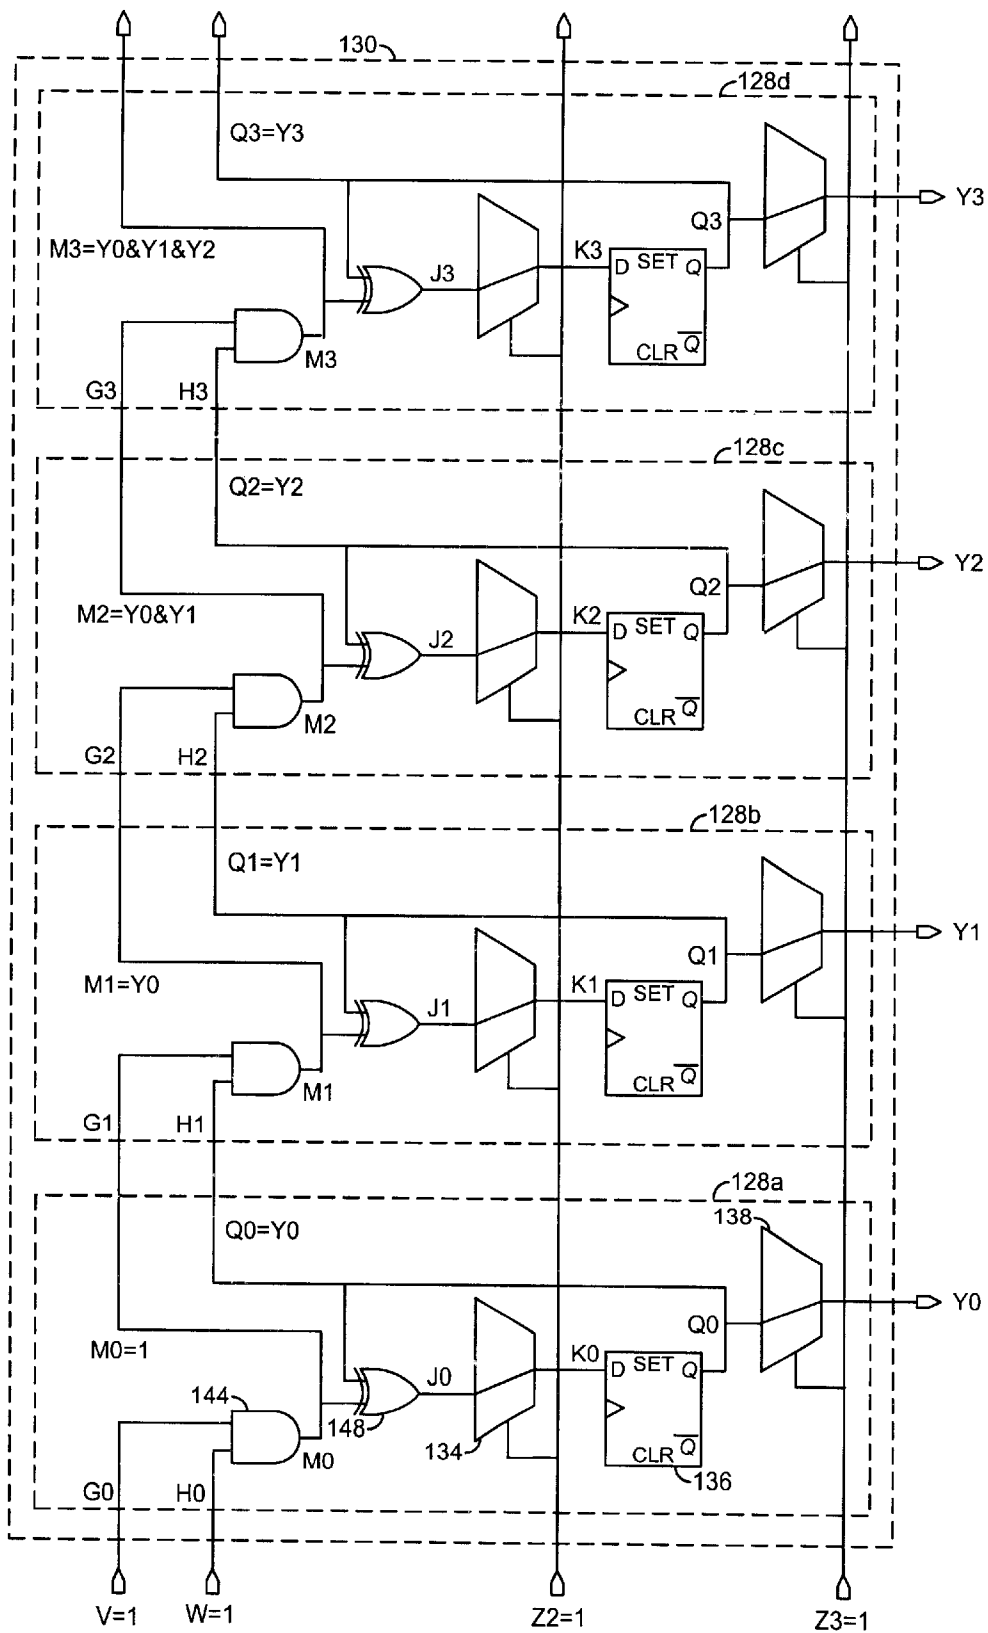 130
128d
Q3=Y3
Y3
M3=Y0&Y1&Y2
Q3
K3
D SET Q
J3
CLR Q̅
M3
G3 H3
128c
Q2=Y2
Y2
Q2
M2=Y0&Y1
K2
D SET Q
J2
CLR Q̅
M2
G2 H2
128b
Q1=Y1
Y1
Q1
M1=Y0
K1
D SET Q
J1
CLR Q̅
M1
G1 H1
128a
138
Q0=Y0
Y0
Q0
M0=1
K0
D SET Q
J0
144
148
134
CLR Q̅
M0
136
G0 H0
V=1 W=1 Z2=1 Z3=1